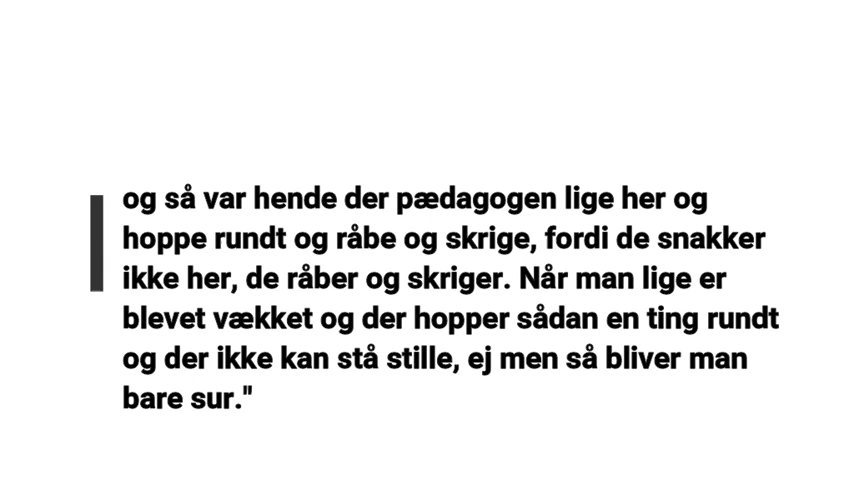 og så var hende der pædagogen lige her og
hoppe rundt og råbe og skrige, fordi de snakker
ikke her, de råber og skriger. Når man lige er
blevet vækket og der hopper sådan en ting rundt
og der ikke kan stå stille, ej men så bliver man
bare sur."